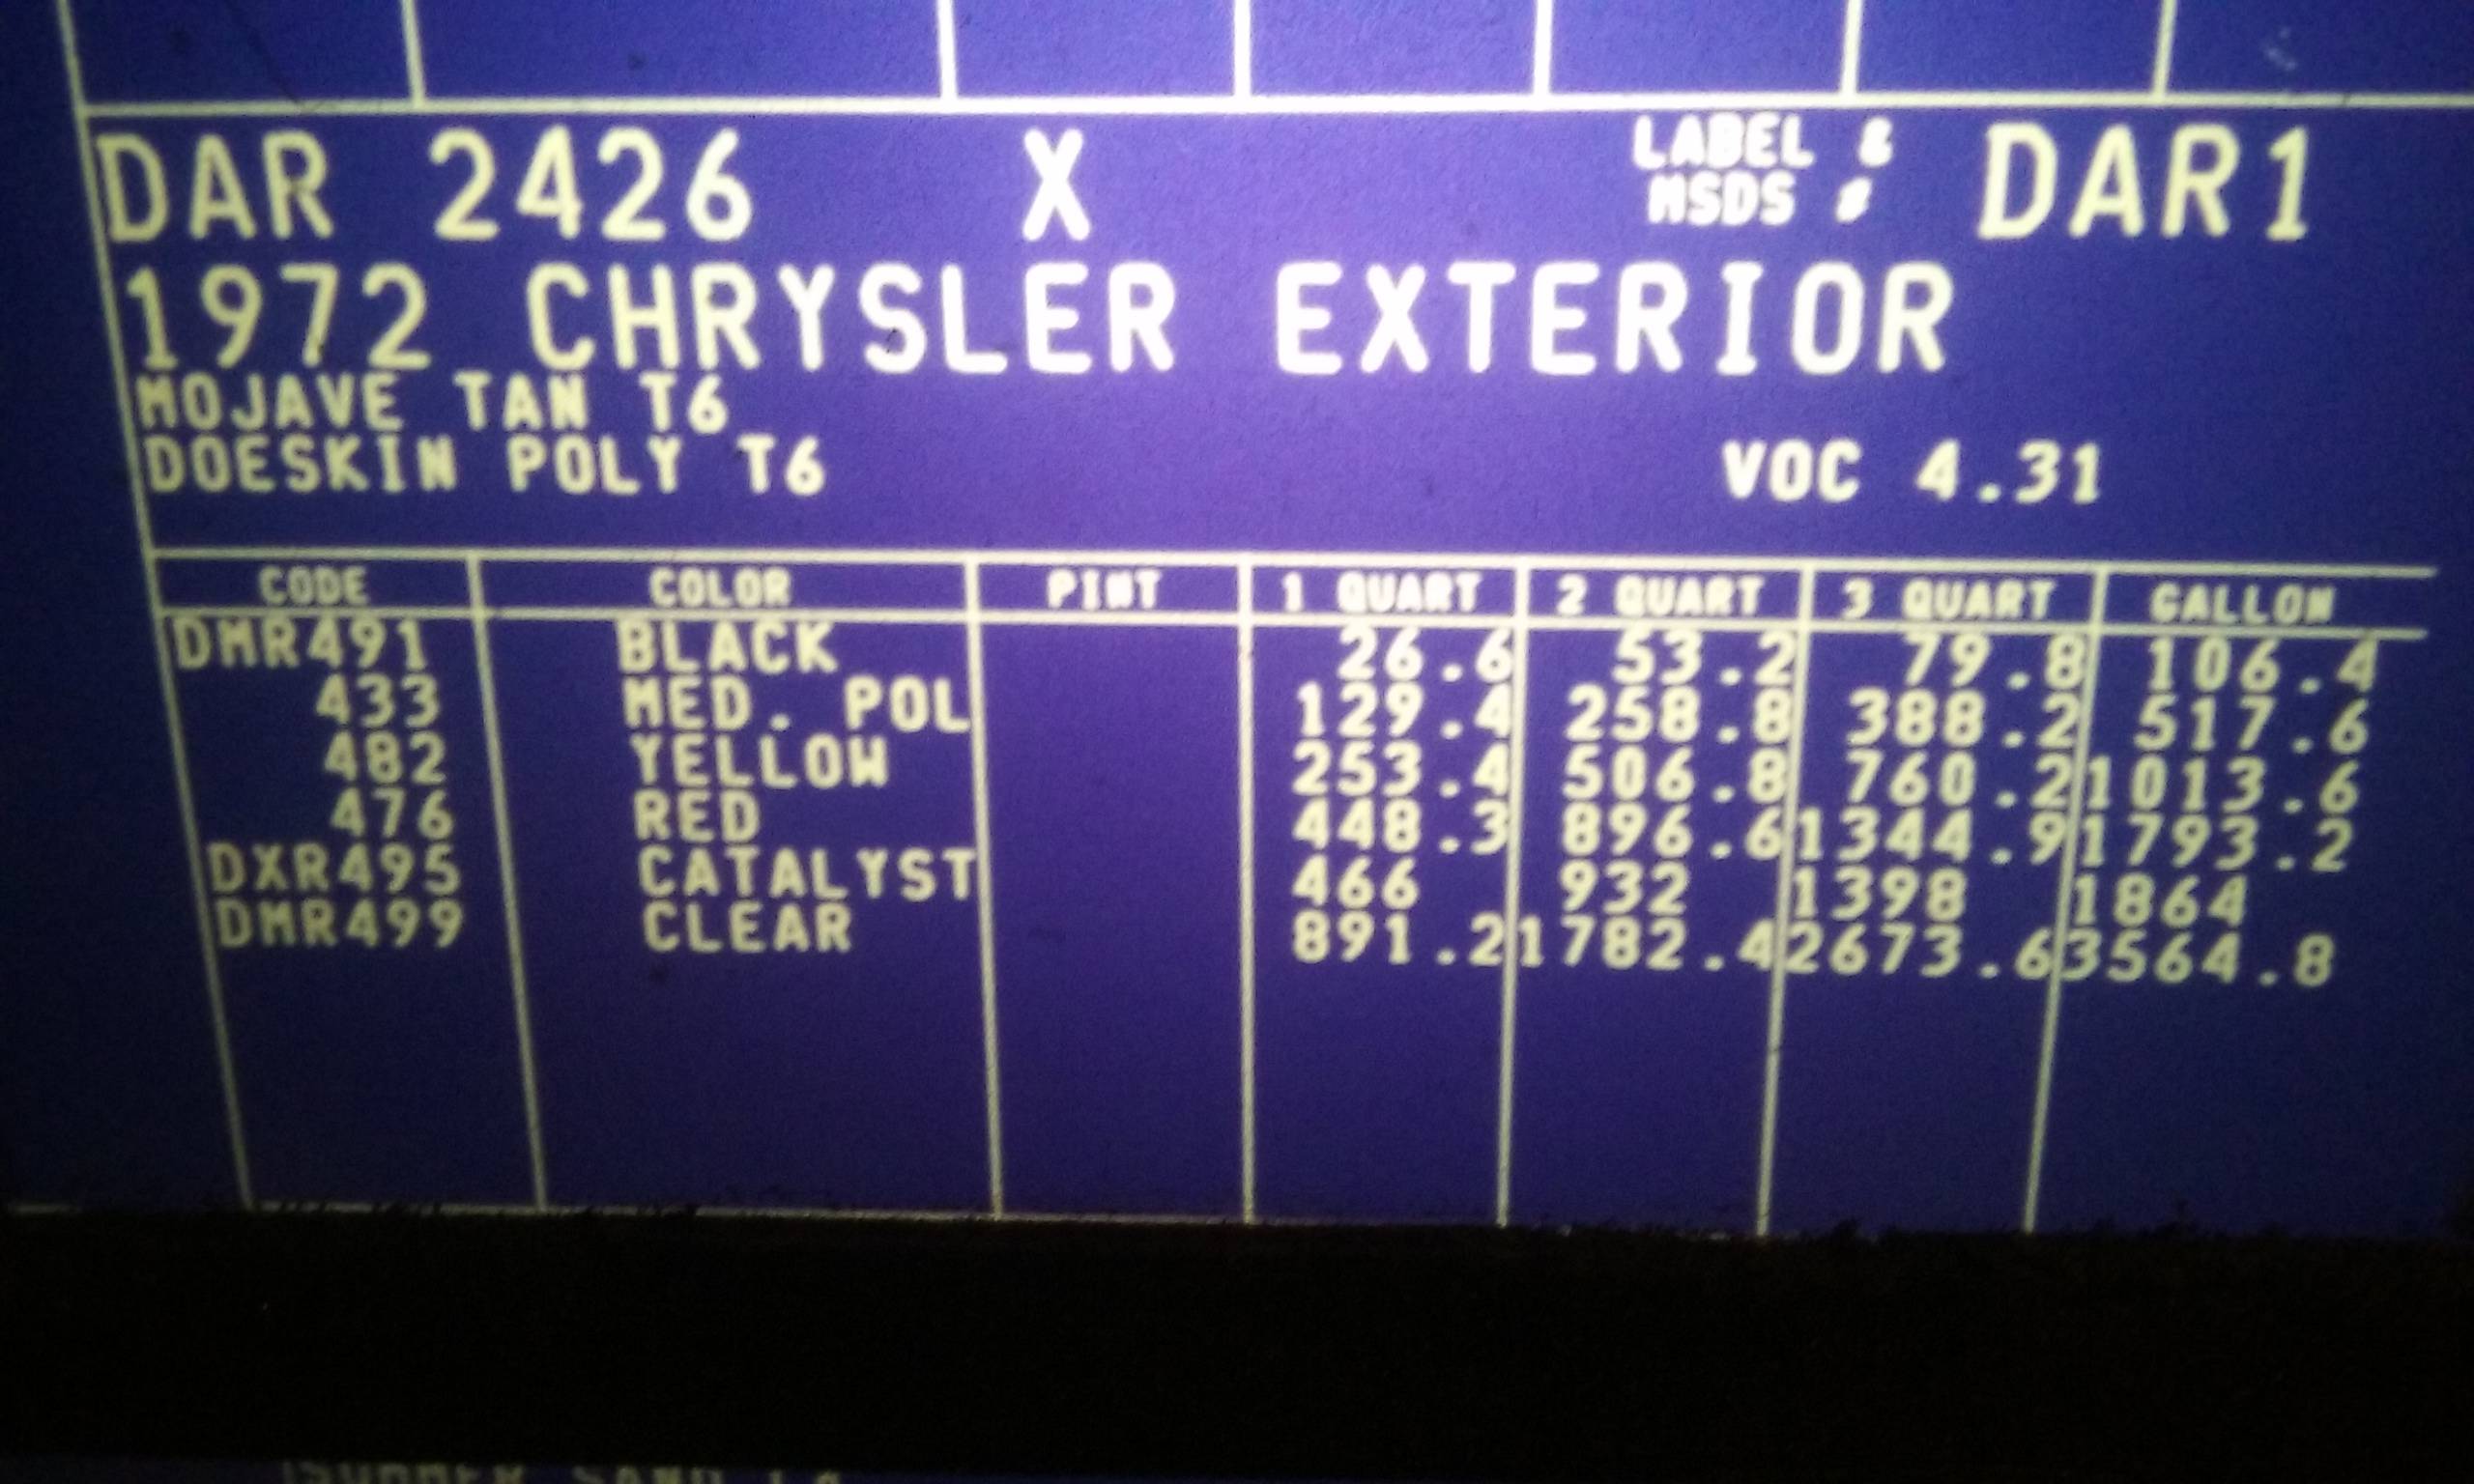 DAR 2426 X LABEL & MSDS # DAR1
1972 CHRYSLER EXTERIOR
MOJAVE TAN T6
DOESKIN POLY T6 VOC 4.31
CODE COLOR PINT 1 QUART 2 QUART 3 QUART GALLON
DMR491 BLACK 26.6 53.2 79.8 106.4
433 MED. POL 129.4 258.8 388.2 517.6
482 YELLOW 253.4 506.8 760.2 1013.6
476 RED 448.3 896.6 1344.9 1793.2
DXR495 CATALYST 466 932 1398 1864
DMR499 CLEAR 891.2 1782.4 2673.6 3564.8
SUMMER SAND